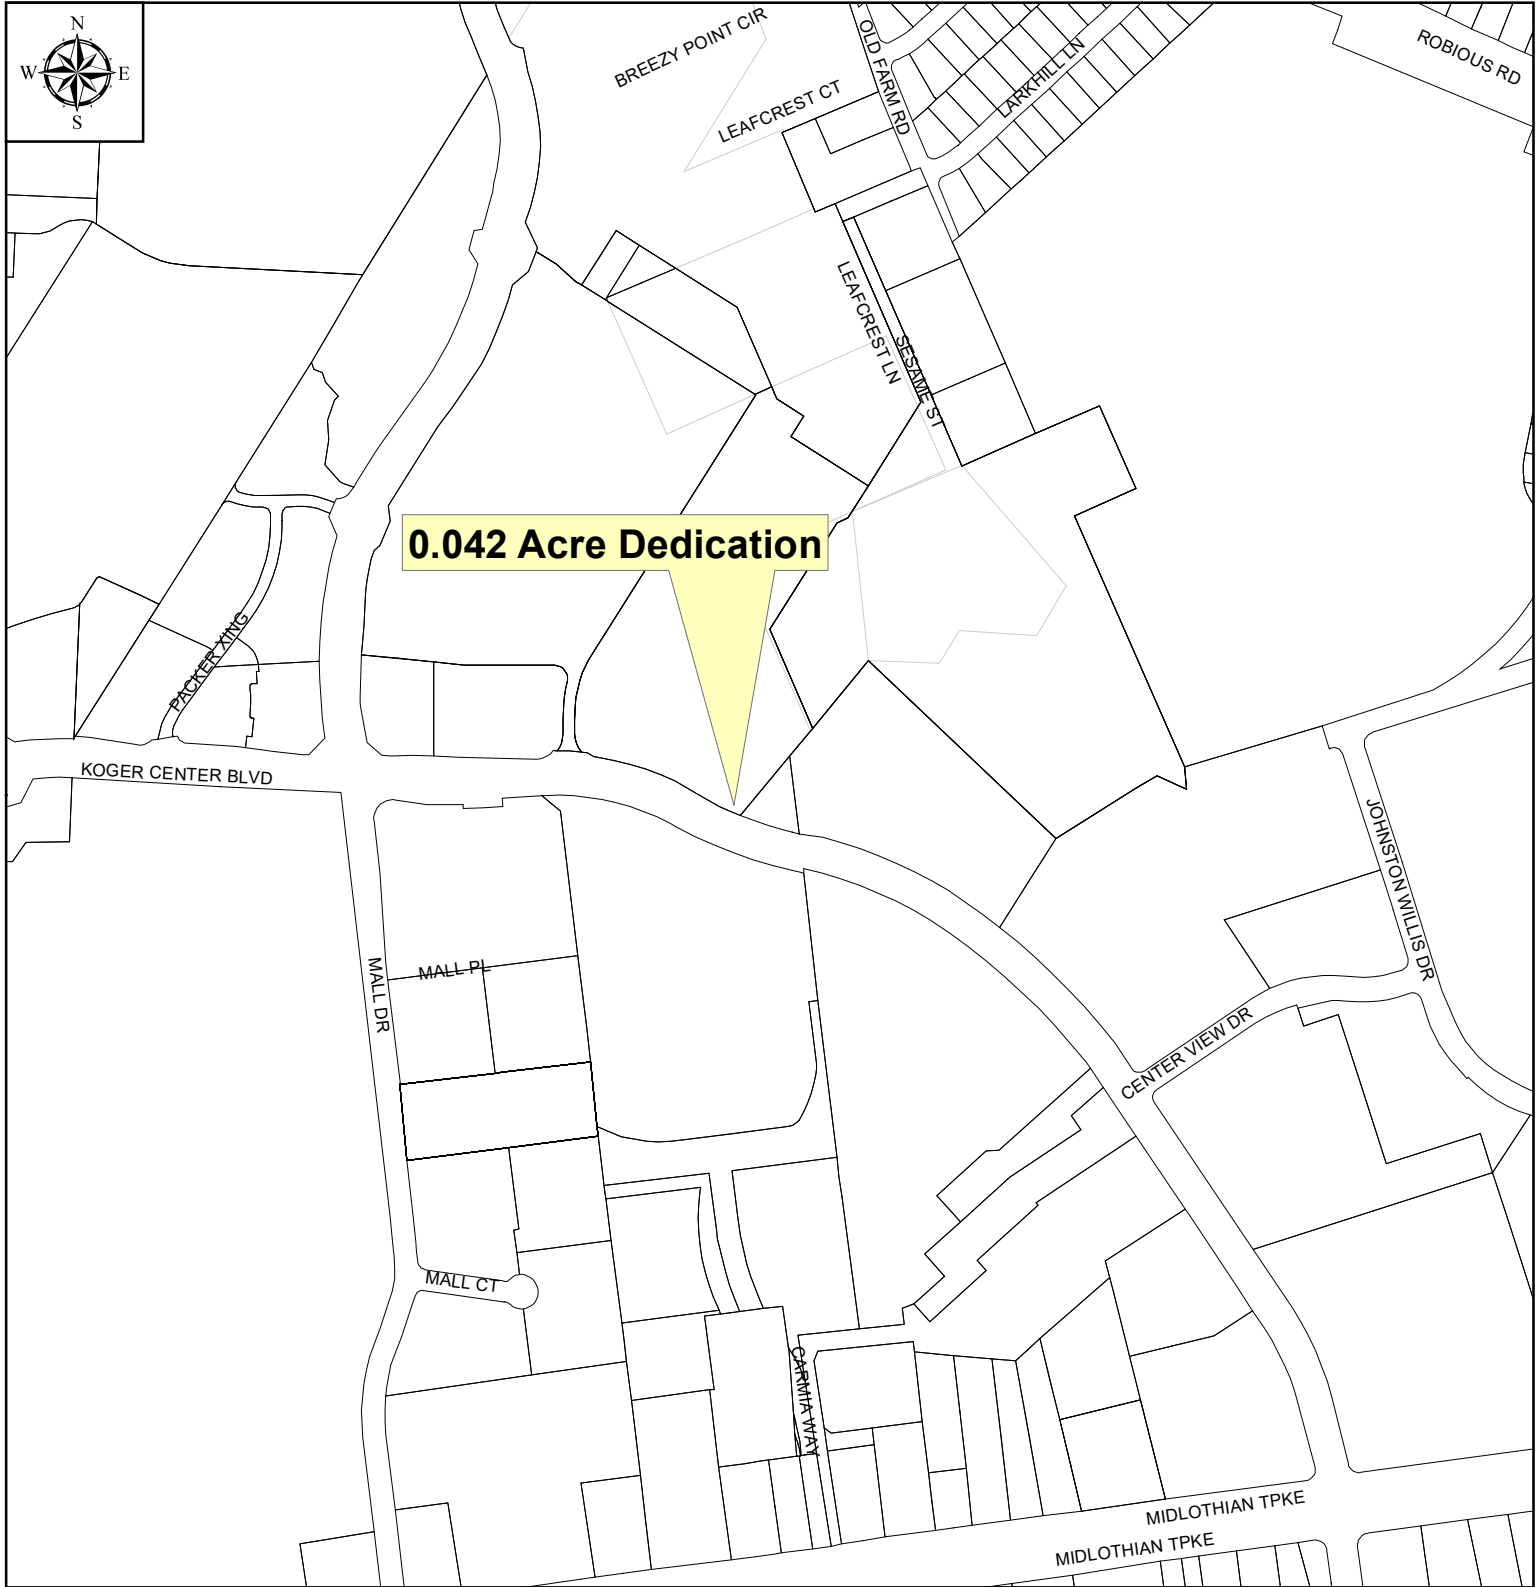 N
W E
S
BREEZY POINT CIR
LEAFCREST CT
OLD FARM RD
LARKHILL LN
ROBIOUS RD
LEAFCREST LN
SESAME ST
0.042 Acre Dedication
PACKER XING
KOGER CENTER BLVD
JOHNSTON WILLIS DR
MALL PL
MALL DR
CENTER VIEW DR
MALL CT
CARMIA WAY
MIDLOTHIAN TPKE
MIDLOTHIAN TPKE